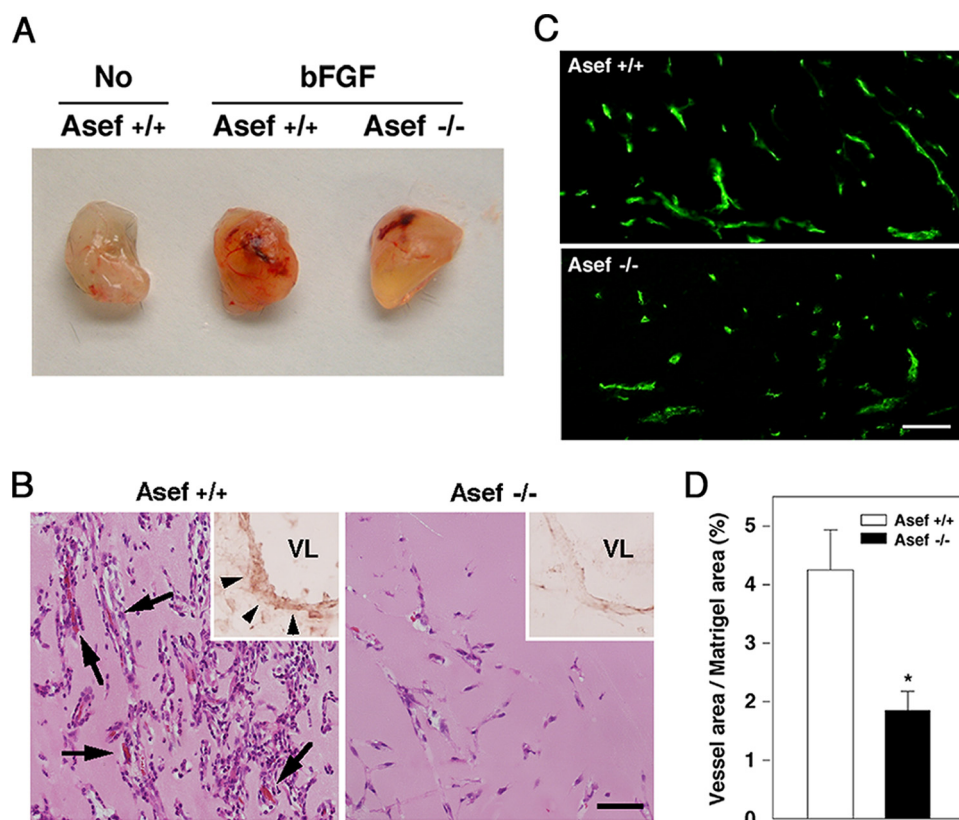 A
No
bFGF
Asef +/+
Asef +/+
Asef -/-
B
Asef +/+
Asef -/-
VL
VL
C
Asef +/+
Asef -/-
D
Vessel area / Matrigel area (%)
5
4
3
2
1
0
Asef +/+
Asef -/-
*